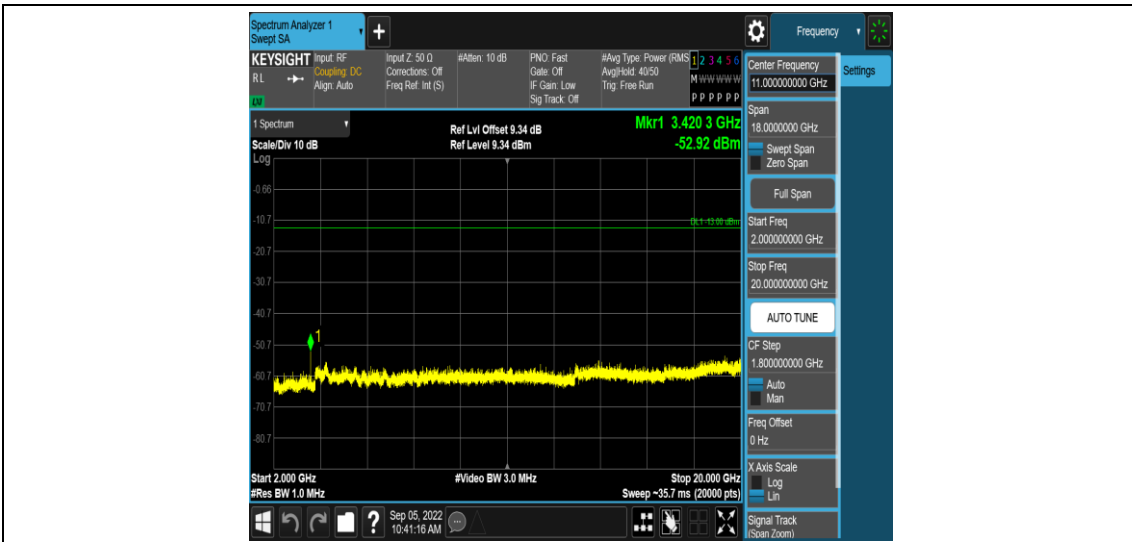 Spectrum Analyzer 1
Swept SA
+
Frequency
KEYSIGHT
RL
LXI
Input: RF
Coupling: DC
Align: Auto
Input Z: 50 Ω
Corrections: Off
Freq Ref: Int (S)
#Atten: 10 dB
PNO: Fast
Gate: Off
IF Gain: Low
Sig Track: Off
#Avg Type: Power (RMS
Avg|Hold: 40/50
Trig: Free Run
1 2 3 4 5 6
M W W W W W
P P P P P P
Center Frequency
11.000000000 GHz
Settings
1 Spectrum
Scale/Div 10 dB
Log
Ref Lvl Offset 9.34 dB
Ref Level 9.34 dBm
Mkr1 3.420 3 GHz
-52.92 dBm
Span
18.0000000 GHz
Swept Span
Zero Span
Full Span
Start Freq
2.000000000 GHz
Stop Freq
20.000000000 GHz
AUTO TUNE
CF Step
1.800000000 GHz
Auto
Man
Freq Offset
0 Hz
X Axis Scale
Log
Lin
Signal Track
(Span Zoom)
-0.66
-10.7
DL1 -13.00 dBm
-20.7
-30.7
-40.7
1
-50.7
-60.7
-70.7
-80.7
Start 2.000 GHz
#Res BW 1.0 MHz
#Video BW 3.0 MHz
Stop 20.000 GHz
Sweep ~35.7 ms (20000 pts)
?
Sep 05, 2022
10:41:16 AM